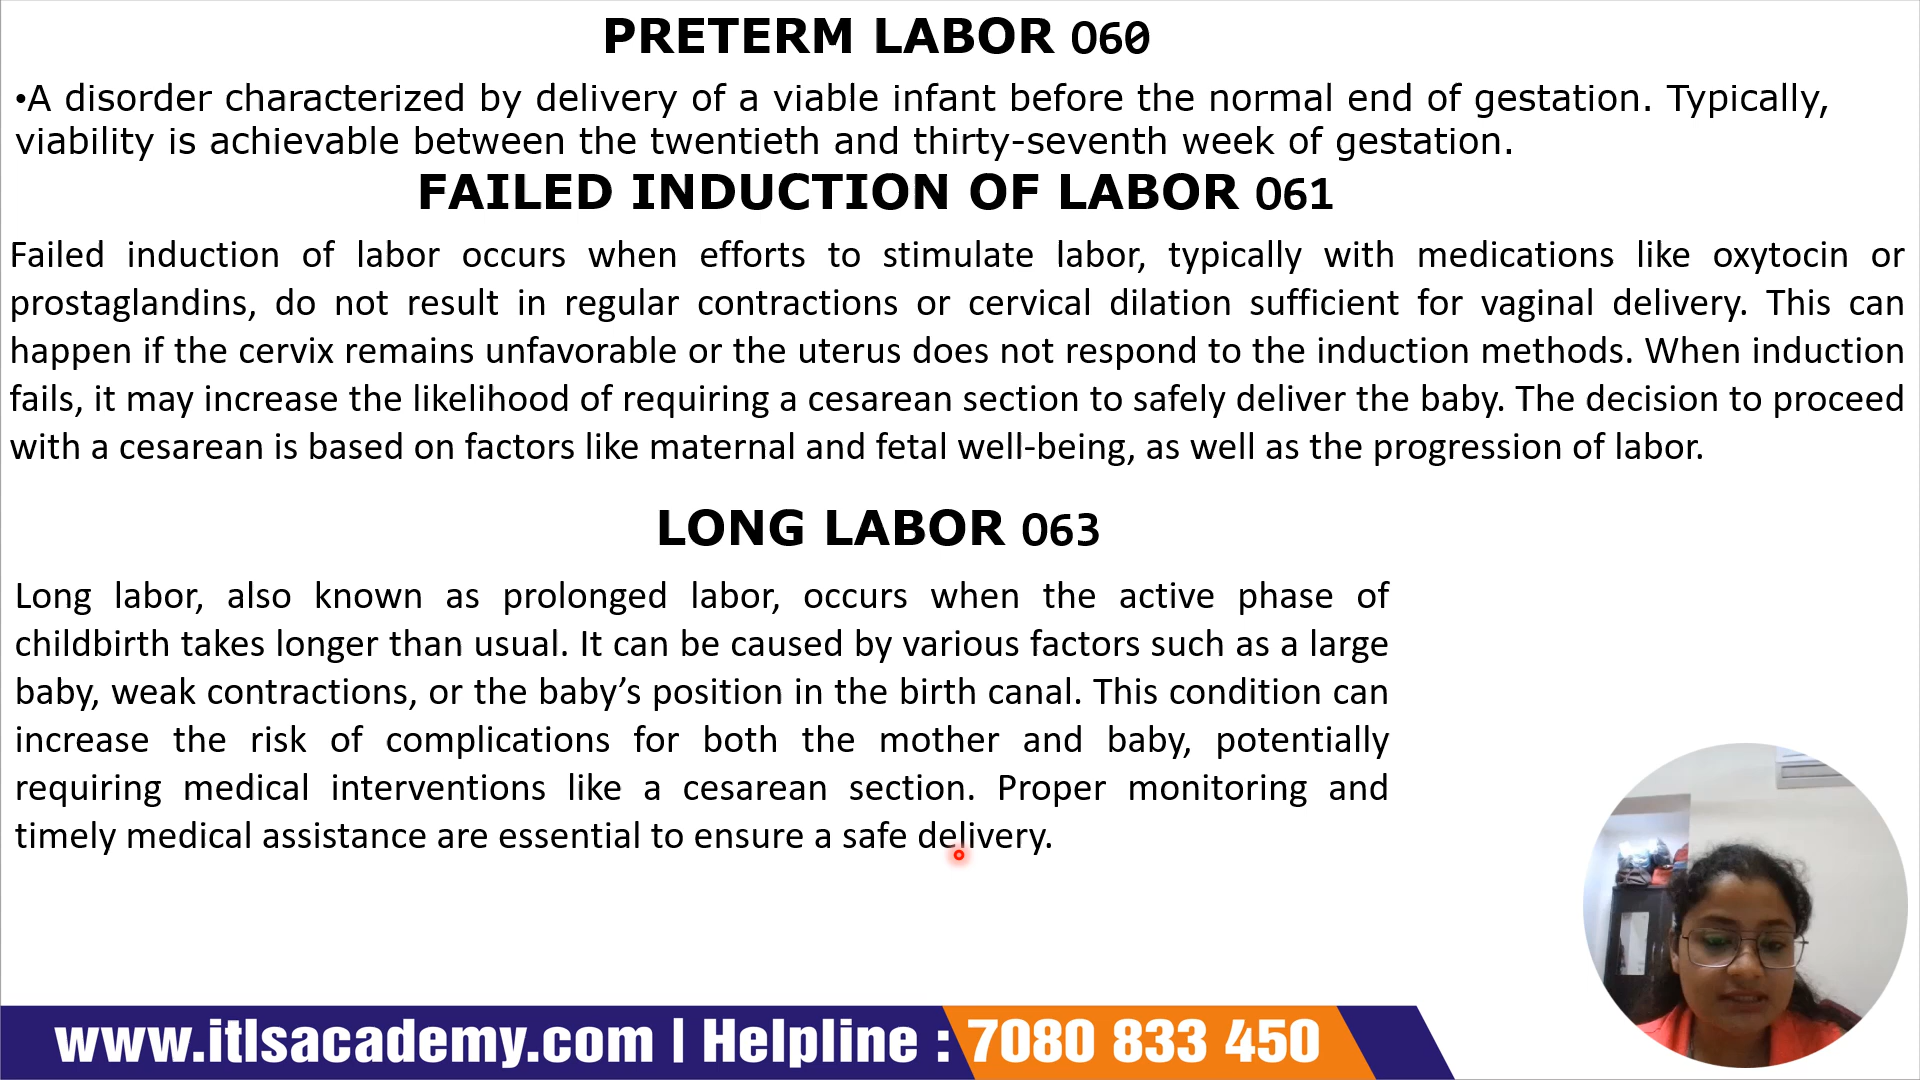 PRETERM LABOR O60
•A disorder characterized by delivery of a viable infant before the normal end of gestation. Typically,
viability is achievable between the twentieth and thirty-seventh week of gestation.
FAILED INDUCTION OF LABOR O61
Failed induction of labor occurs when efforts to stimulate labor, typically with medications like oxytocin or
prostaglandins, do not result in regular contractions or cervical dilation sufficient for vaginal delivery. This can
happen if the cervix remains unfavorable or the uterus does not respond to the induction methods. When induction
fails, it may increase the likelihood of requiring a cesarean section to safely deliver the baby. The decision to proceed
with a cesarean is based on factors like maternal and fetal well-being, as well as the progression of labor.
LONG LABOR O63
Long labor, also known as prolonged labor, occurs when the active phase of
childbirth takes longer than usual. It can be caused by various factors such as a large
baby, weak contractions, or the baby’s position in the birth canal. This condition can
increase the risk of complications for both the mother and baby, potentially
requiring medical interventions like a cesarean section. Proper monitoring and
timely medical assistance are essential to ensure a safe delivery.
www.itlsacademy.com | Helpline : 7080 833 450